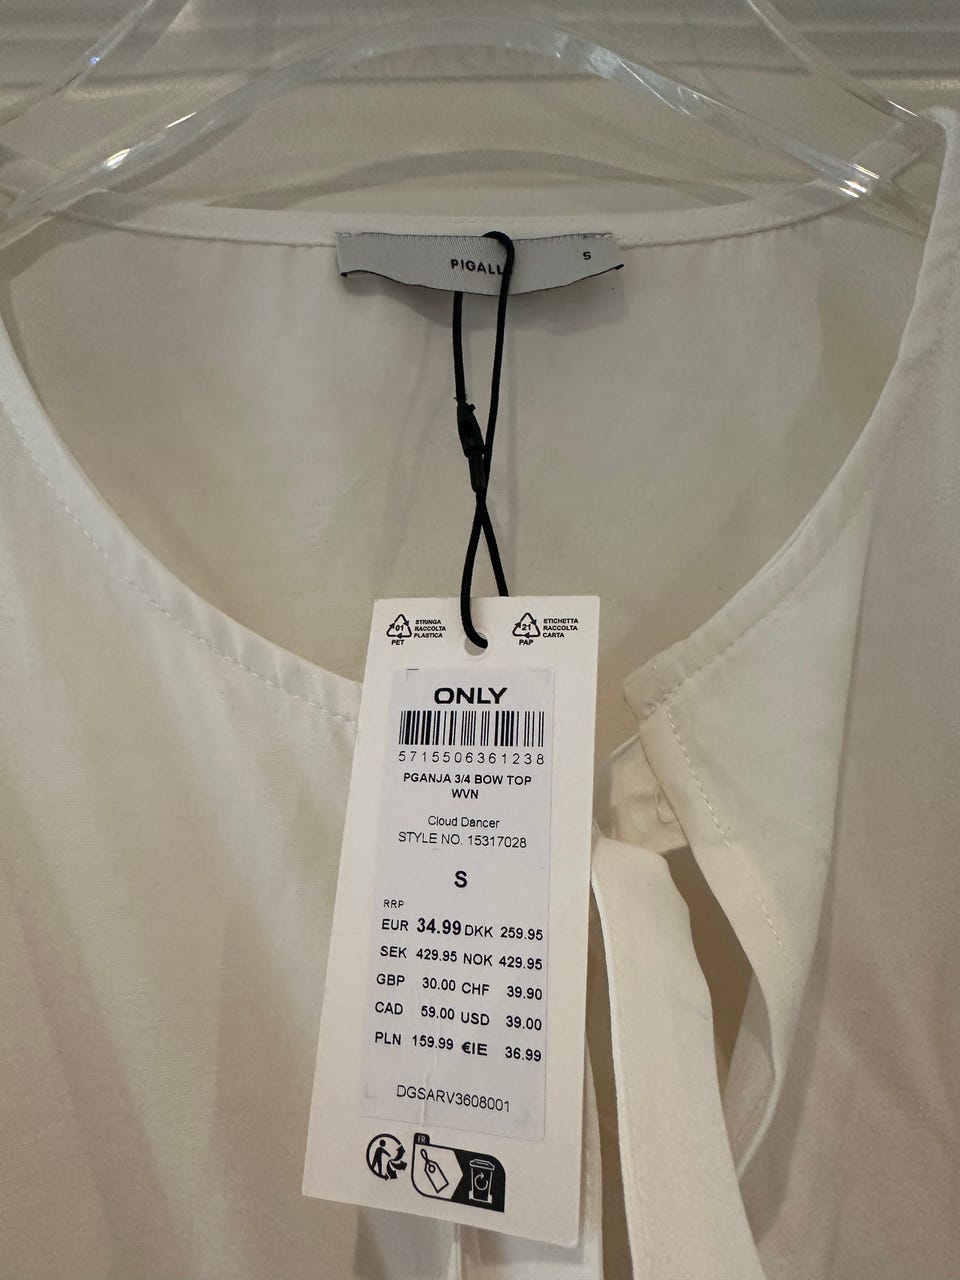 PIGALL
S
01
PET
STRINGA
RACCOLTA
PLASTICA
21
PAP
ETICHETTA
RACCOLTA
CARTA
ONLY
5715506361238
PGANJA 3/4 BOW TOP
WVN
Cloud Dancer
STYLE NO. 15317028
S
RRP
EUR 34.99 DKK 259.95
SEK 429.95 NOK 429.95
GBP 30.00 CHF 39.90
CAD 59.00 USD 39.00
PLN 159.99 €IE 36.99
DGSARV3608001
FR